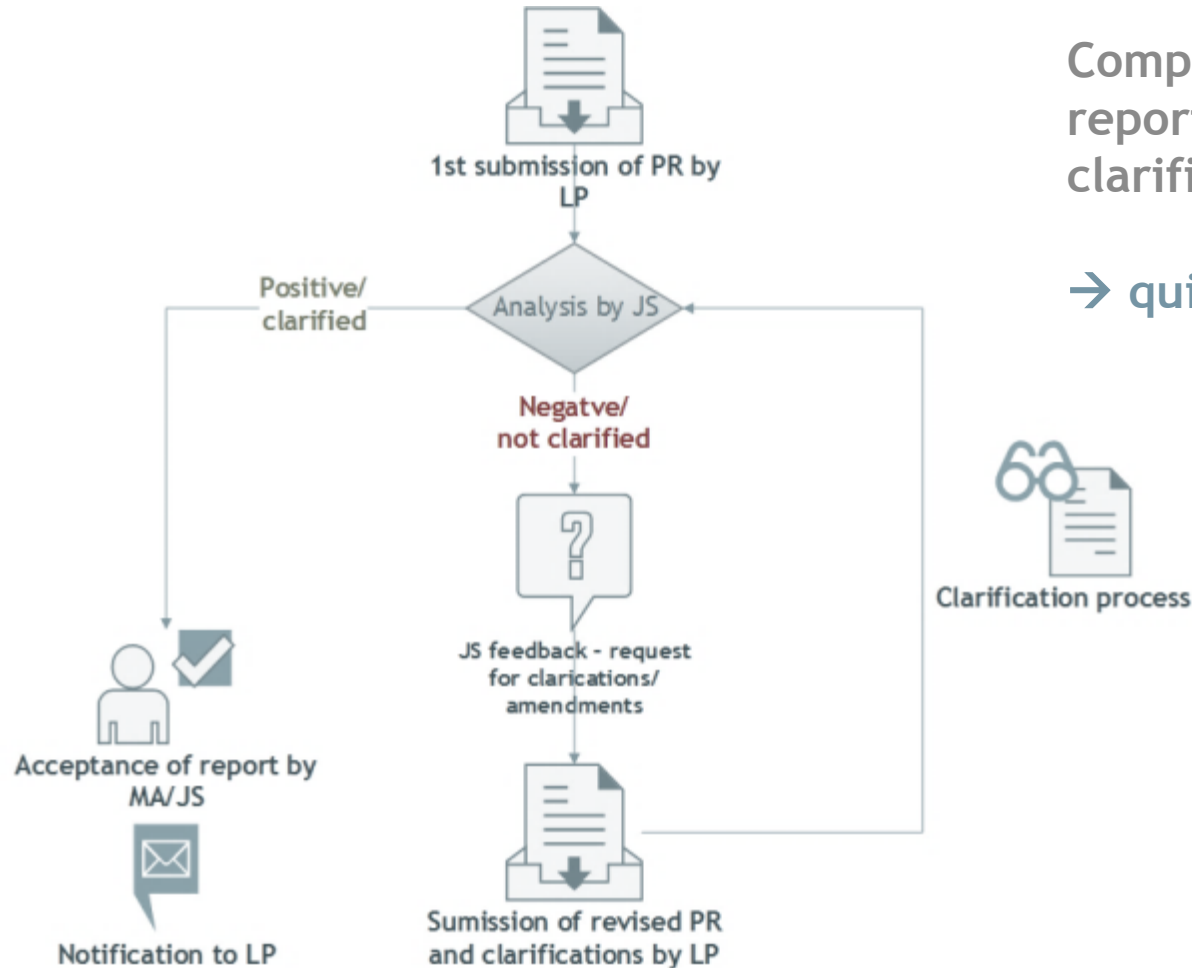 1st submission of PR by
LP
Analysis by JS
Positive/
clarified
Negatve/
not clarified
JS feedback - request
for clarications/
amendments
Sumission of revised PR
and clarifications by LP
Clarification process
Acceptance of report by
MA/JS
Notification to LP
Comp
report
clarifi
→ qui